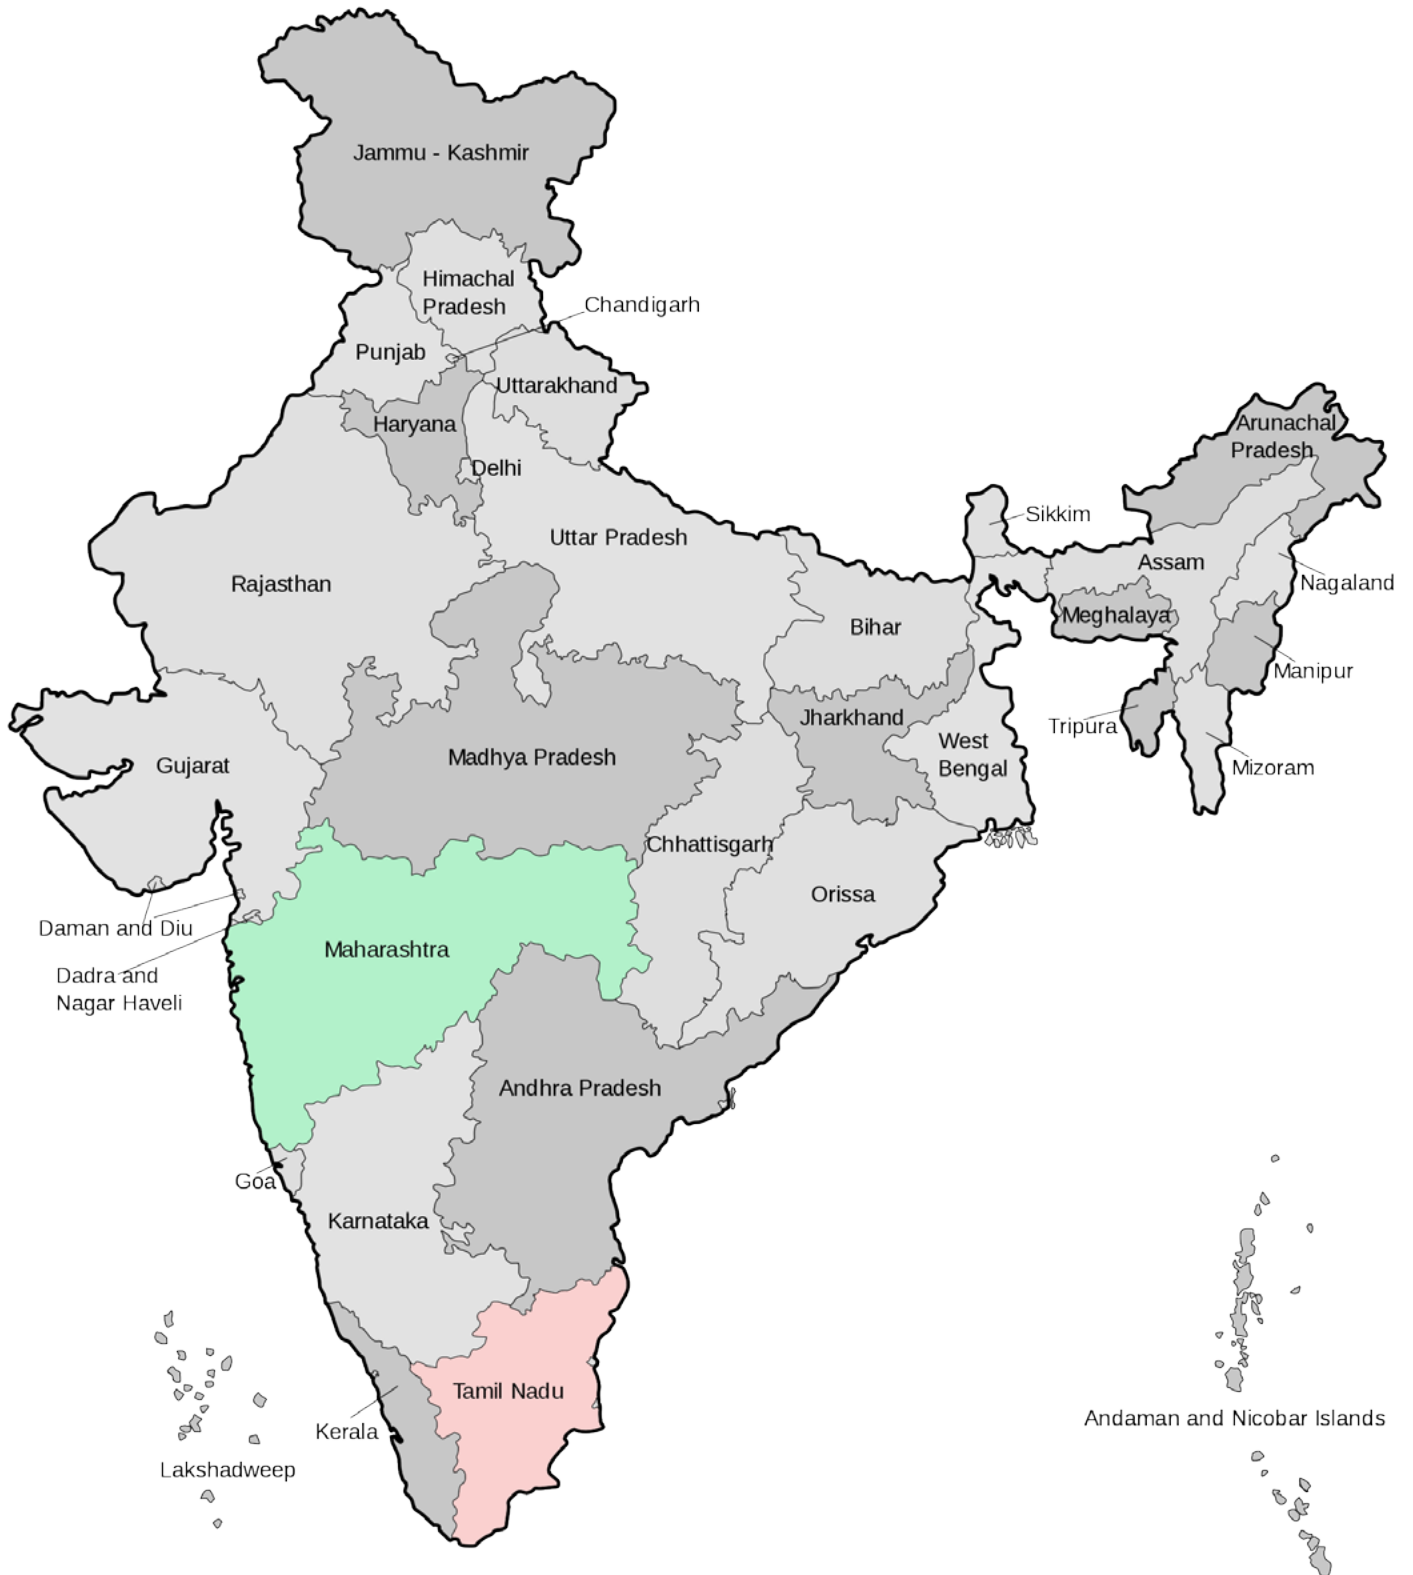 Jammu - Kashmir
Himachal
Pradesh
Chandigarh
Punjab
Uttarakhand
Haryana
Delhi
Arunachal
Pradesh
Sikkim
Uttar Pradesh
Assam
Rajasthan
Nagaland
Meghalaya
Bihar
Manipur
Jharkhand
Tripura
West
Bengal
Madhya Pradesh
Gujarat
Mizoram
Chhattisgarh
Orissa
Daman and Diu
Maharashtra
Dadra and
Nagar Haveli
Andhra Pradesh
Goa
Karnataka
Tamil Nadu
Kerala
Andaman and Nicobar Islands
Lakshadweep